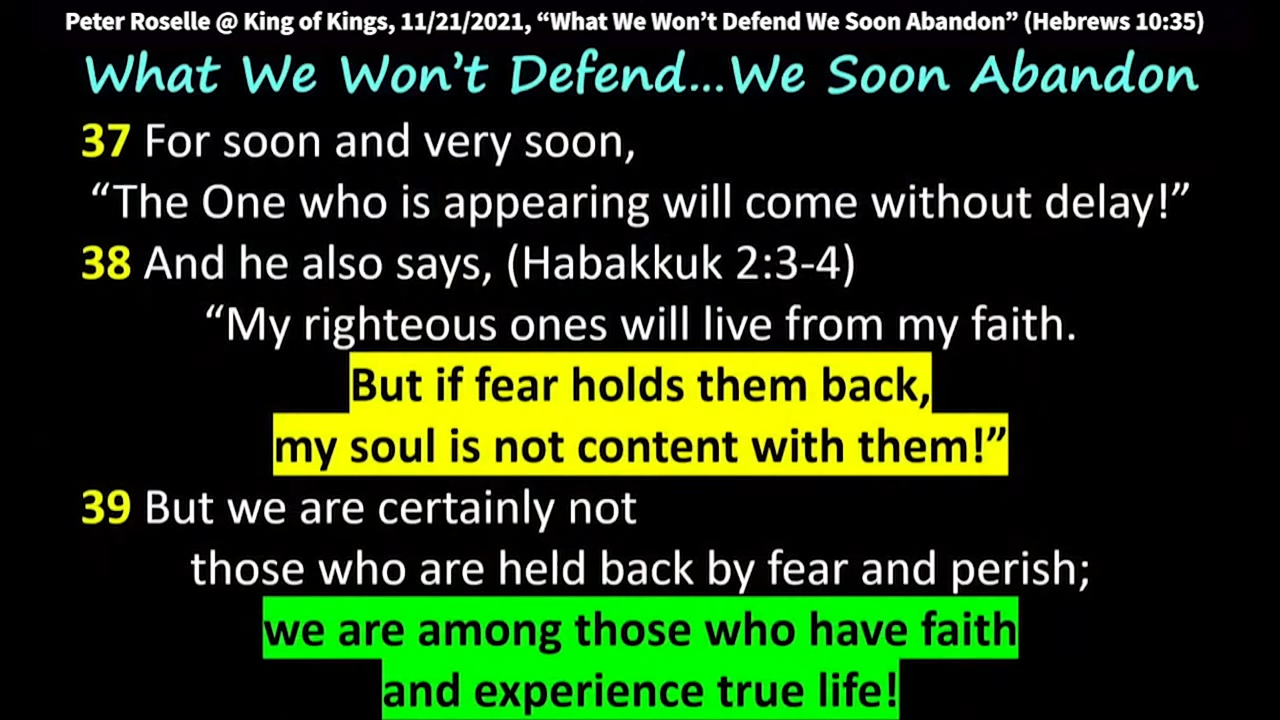 Peter Roselle @ King of Kings, 11/21/2021, “What We Won’t Defend We Soon Abandon” (Hebrews 10:35)
What We Won’t Defend...We Soon Abandon
37 For soon and very soon,
“The One who is appearing will come without delay!”
38 And he also says, (Habakkuk 2:3-4)
“My righteous ones will live from my faith.
But if fear holds them back,
my soul is not content with them!”
39 But we are certainly not
those who are held back by fear and perish;
we are among those who have faith
and experience true life!